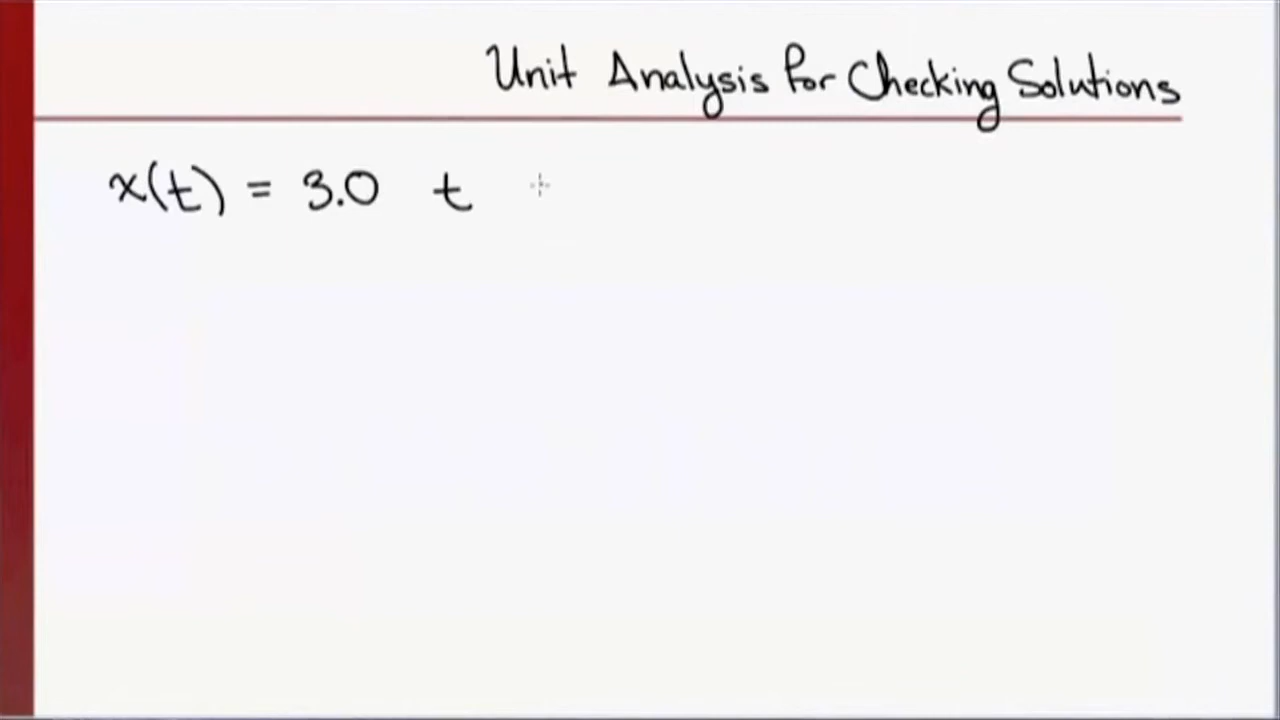 Unit Analysis for Checking Solutions
x(t) = 3.0 t